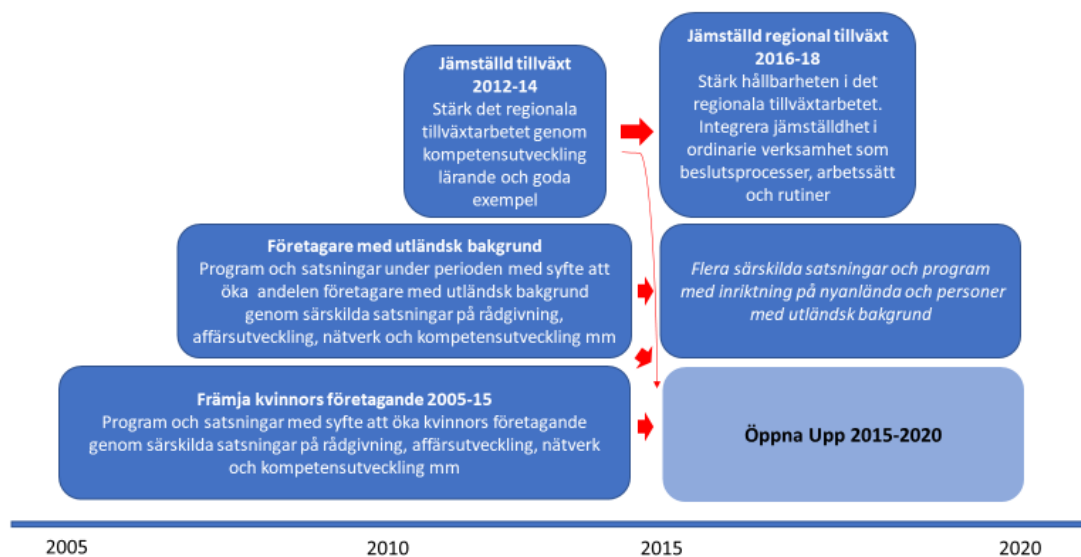 Jämställd tillväxt
2012-14
Stärk det regionala
tillväxtarbetet genom
kompetensutveckling
lärande och goda
exempel
Jämställd regional tillväxt
2016-18
Stärk hållbarheten i det
regionala tillväxtarbetet.
Integrera jämställdhet i
ordinarie verksamhet som
beslutsprocesser, arbetssätt
och rutiner
Företagare med utländsk bakgrund
Program och satsningar under perioden med syfte att
öka  andelen företagare med utländsk bakgrund
genom särskilda satsningar på rådgivning,
affärsutveckling, nätverk och kompetensutveckling mm
Flera särskilda satsningar och program
med inriktning på nyanlända och personer
med utländsk bakgrund
Främja kvinnors företagande 2005-15
Program och satsningar med syfte att öka kvinnors företagande
genom särskilda satsningar på rådgivning, affärsutveckling, nätverk
och kompetensutveckling mm
Öppna Upp 2015-2020
2005 2010 2015 2020